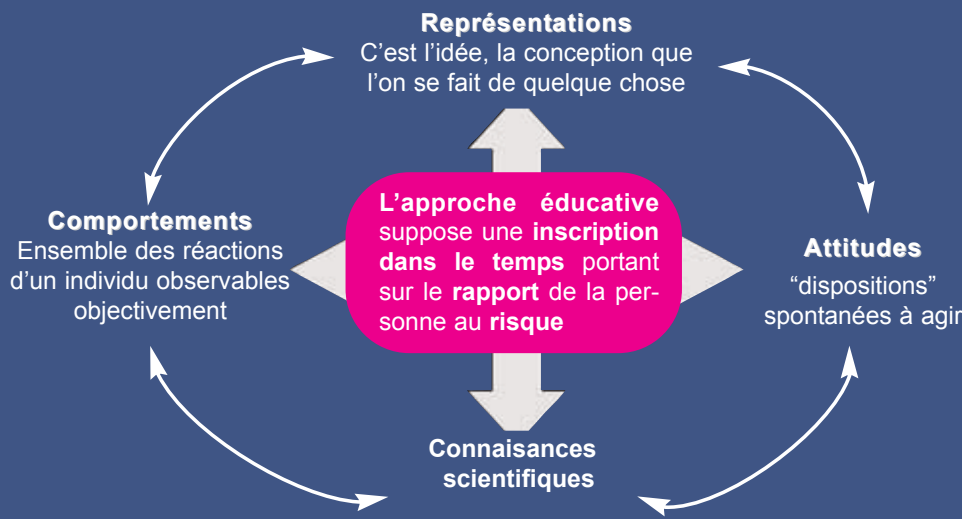 Représentations
C'est l'idée, la conception que
l'on se fait de quelque chose
Comportements
Ensemble des réactions
d'un individu observables
objectivement
L'approche éducative
suppose une inscription
dans le temps portant
sur le rapport de la per-
sonne au risque
Attitudes
“dispositions”
spontanées à agir
Connaisances
scientifiques